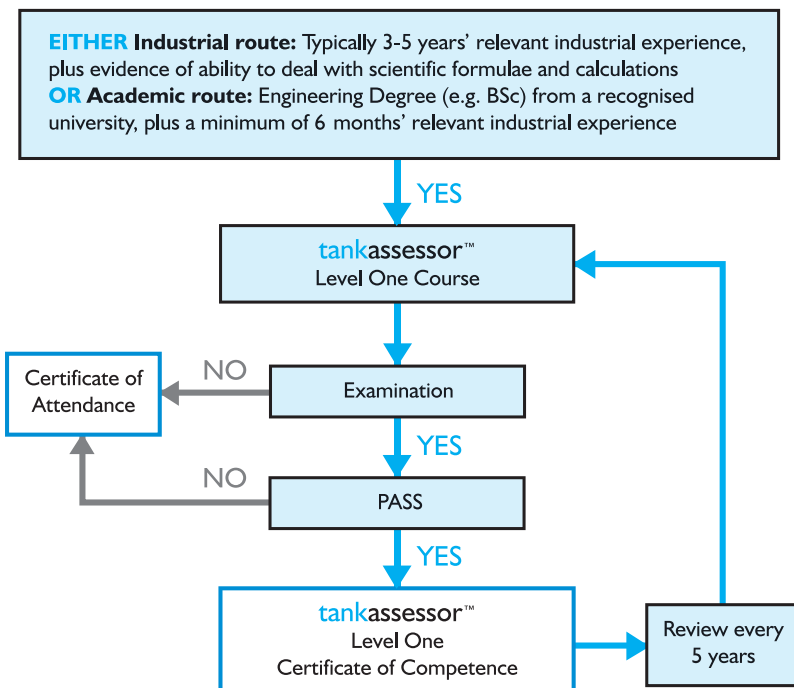 EITHER Industrial route: Typically 3-5 years’ relevant industrial experience,
plus evidence of ability to deal with scientific formulae and calculations
OR Academic route: Engineering Degree (e.g. BSc) from a recognised
university, plus a minimum of 6 months’ relevant industrial experience
YES
tankassessor™
Level One Course
NO
Certificate of
Attendance
Examination
YES
NO
PASS
YES
tankassessor™
Level One
Certificate of Competence
Review every
5 years